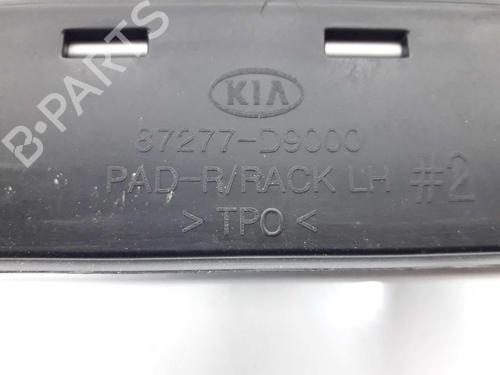 KIA
87277-D9000
PAD-R/RACK LH #2
>TPO<
B-PARTS